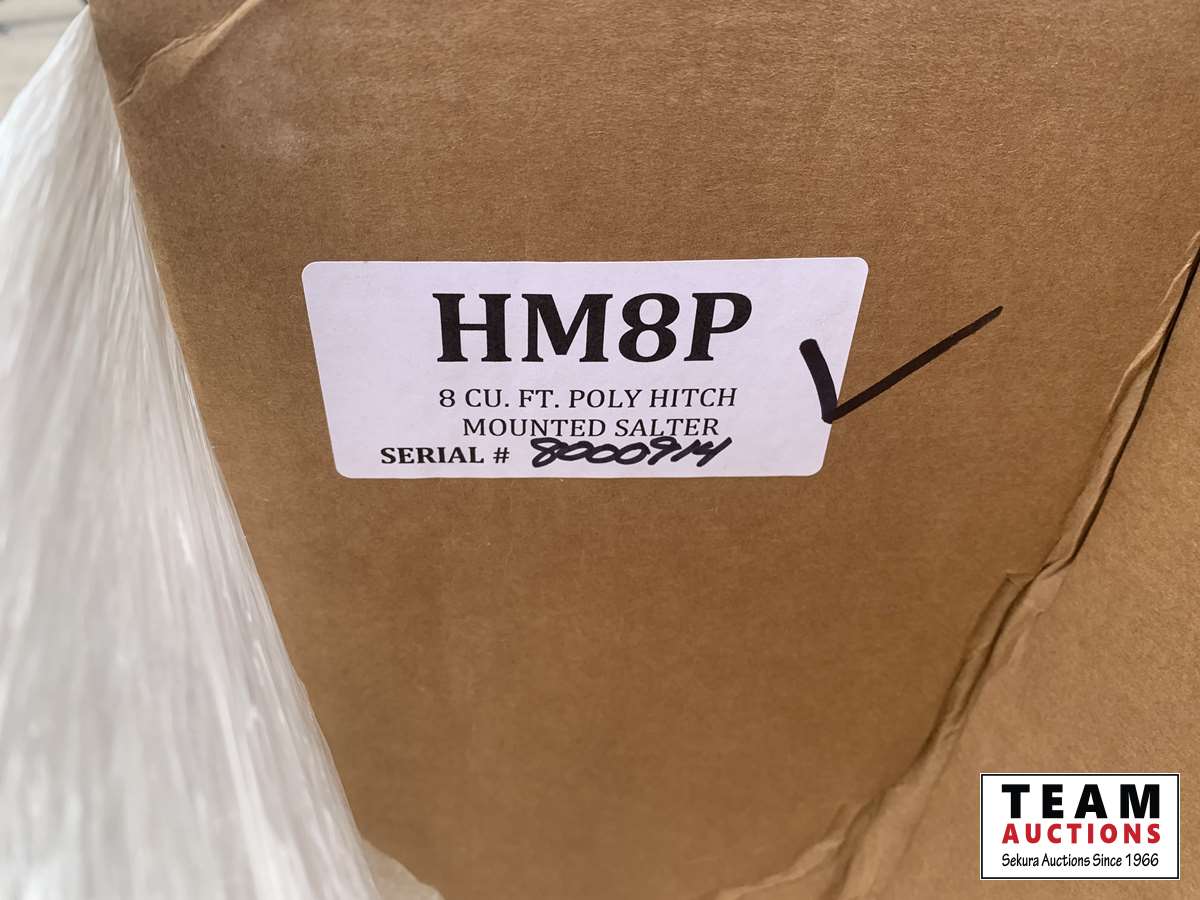 HM8P
8 CU. FT. POLY HITCH
MOUNTED SALTER
SERIAL # 8000914
TEAM
AUCTIONS
Sekura Auctions Since 1966